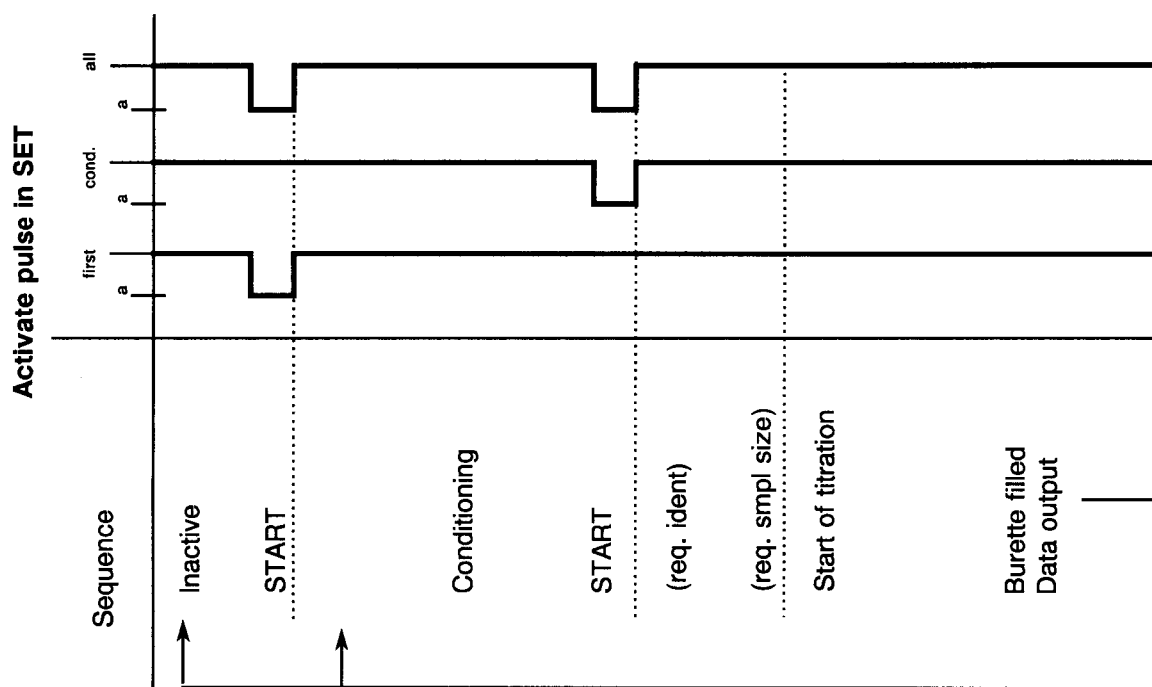 Activate pulse in SET
all
a
cond.
a
first
a
Sequence
Inactive
START
Conditioning
START
(req. ident)
(req. smpl size)
Start of titration
Burette filled
Data output